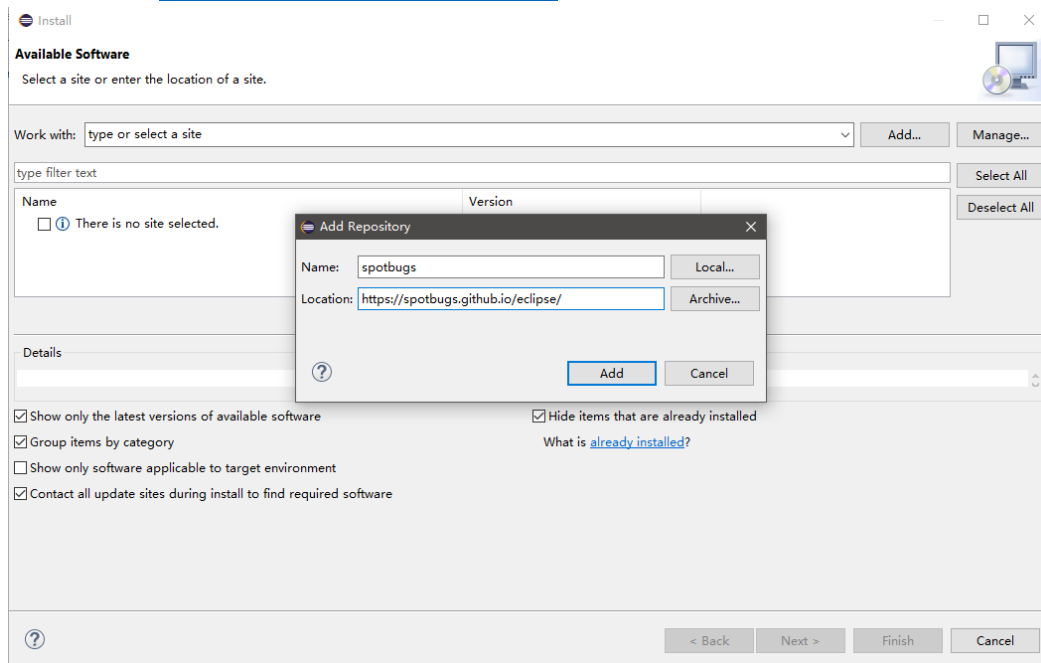 Install
Available Software
Select a site or enter the location of a site.
Work with: type or select a site Add... Manage...
type filter text Select All
Name Version
Deselect All
There is no site selected.
Add Repository
Name: spotbugs Local...
Location: https://spotbugs.github.io/eclipse/ Archive...
Details
Add Cancel
Show only the latest versions of available software Hide items that are already installed
Group items by category What is already installed?
Show only software applicable to target environment
Contact all update sites during install to find required software
< Back Next > Finish Cancel